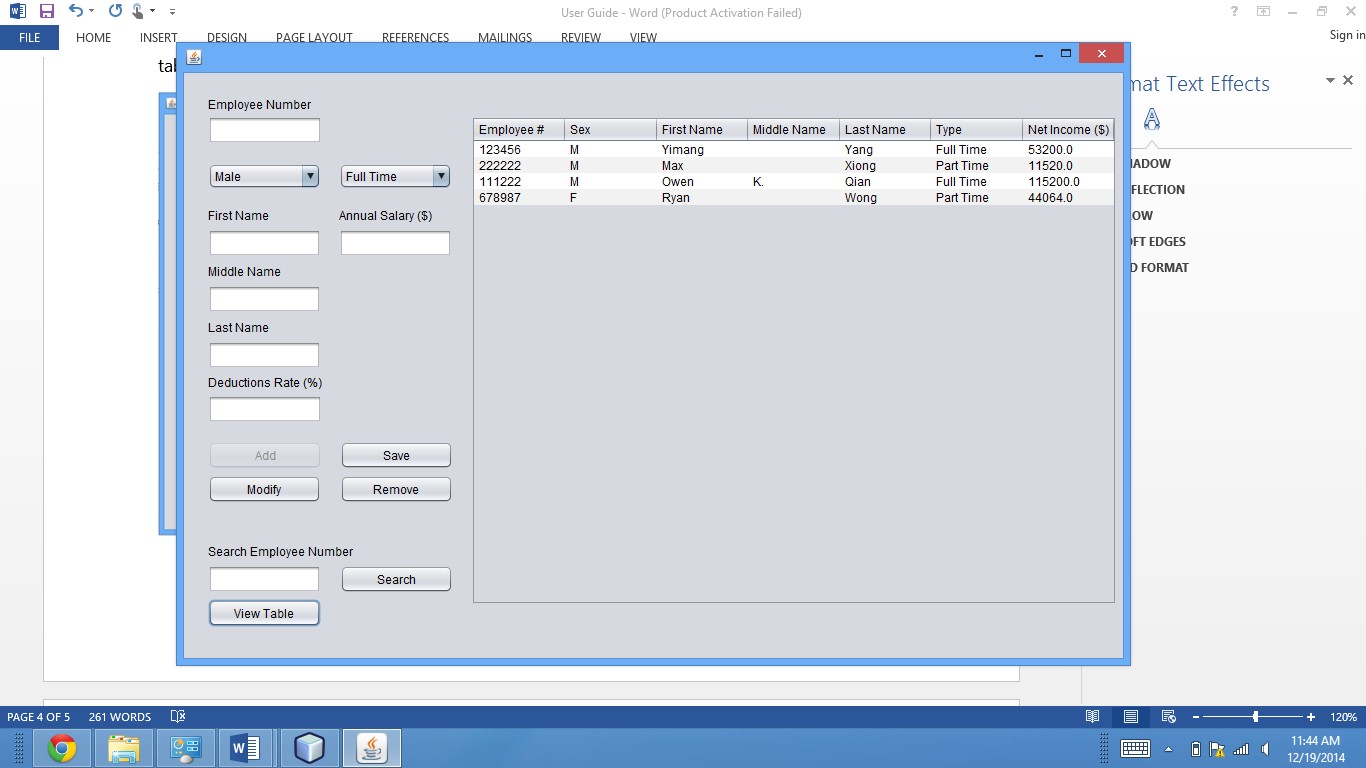 User Guide - Word (Product Activation Failed)
FILE HOME INSERT DESIGN PAGE LAYOUT REFERENCES MAILINGS REVIEW VIEW Sign in
mat Text Effects
Employee Number
Male Full Time
First Name Annual Salary ($)
Middle Name
Last Name
Deductions Rate (%)
Add Save
Modify Remove
Search Employee Number
Search
View Table
Employee # Sex First Name Middle Name Last Name Type Net Income ($)
123456 M Yimang Yang Full Time 53200.0
222222 M Max Xiong Part Time 11520.0
111222 M Owen K. Qian Full Time 115200.0
678987 F Ryan Wong Part Time 44064.0
ADOW
FLECTION
OW
FT EDGES
D FORMAT
PAGE 4 OF 5 261 WORDS 120%
11:44 AM
12/19/2014